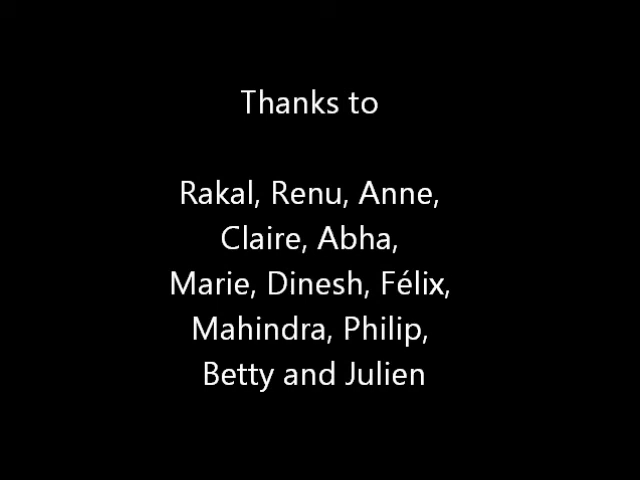 Thanks to
Rakal, Renu, Anne,
Claire, Abha,
Marie, Dinesh, Félix,
Mahindra, Philip,
Betty and Julien